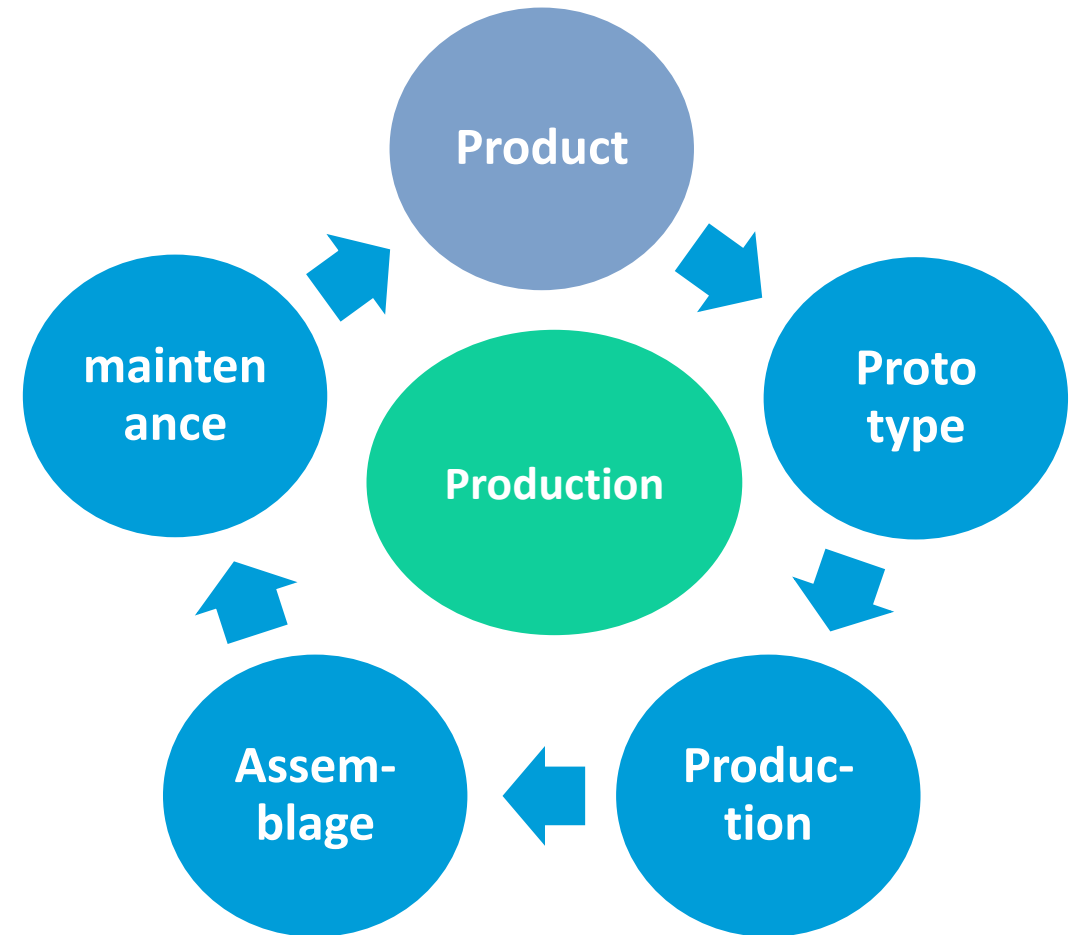 Product
mainten
ance
Proto
type
Production
Assem-
blage
Produc-
tion